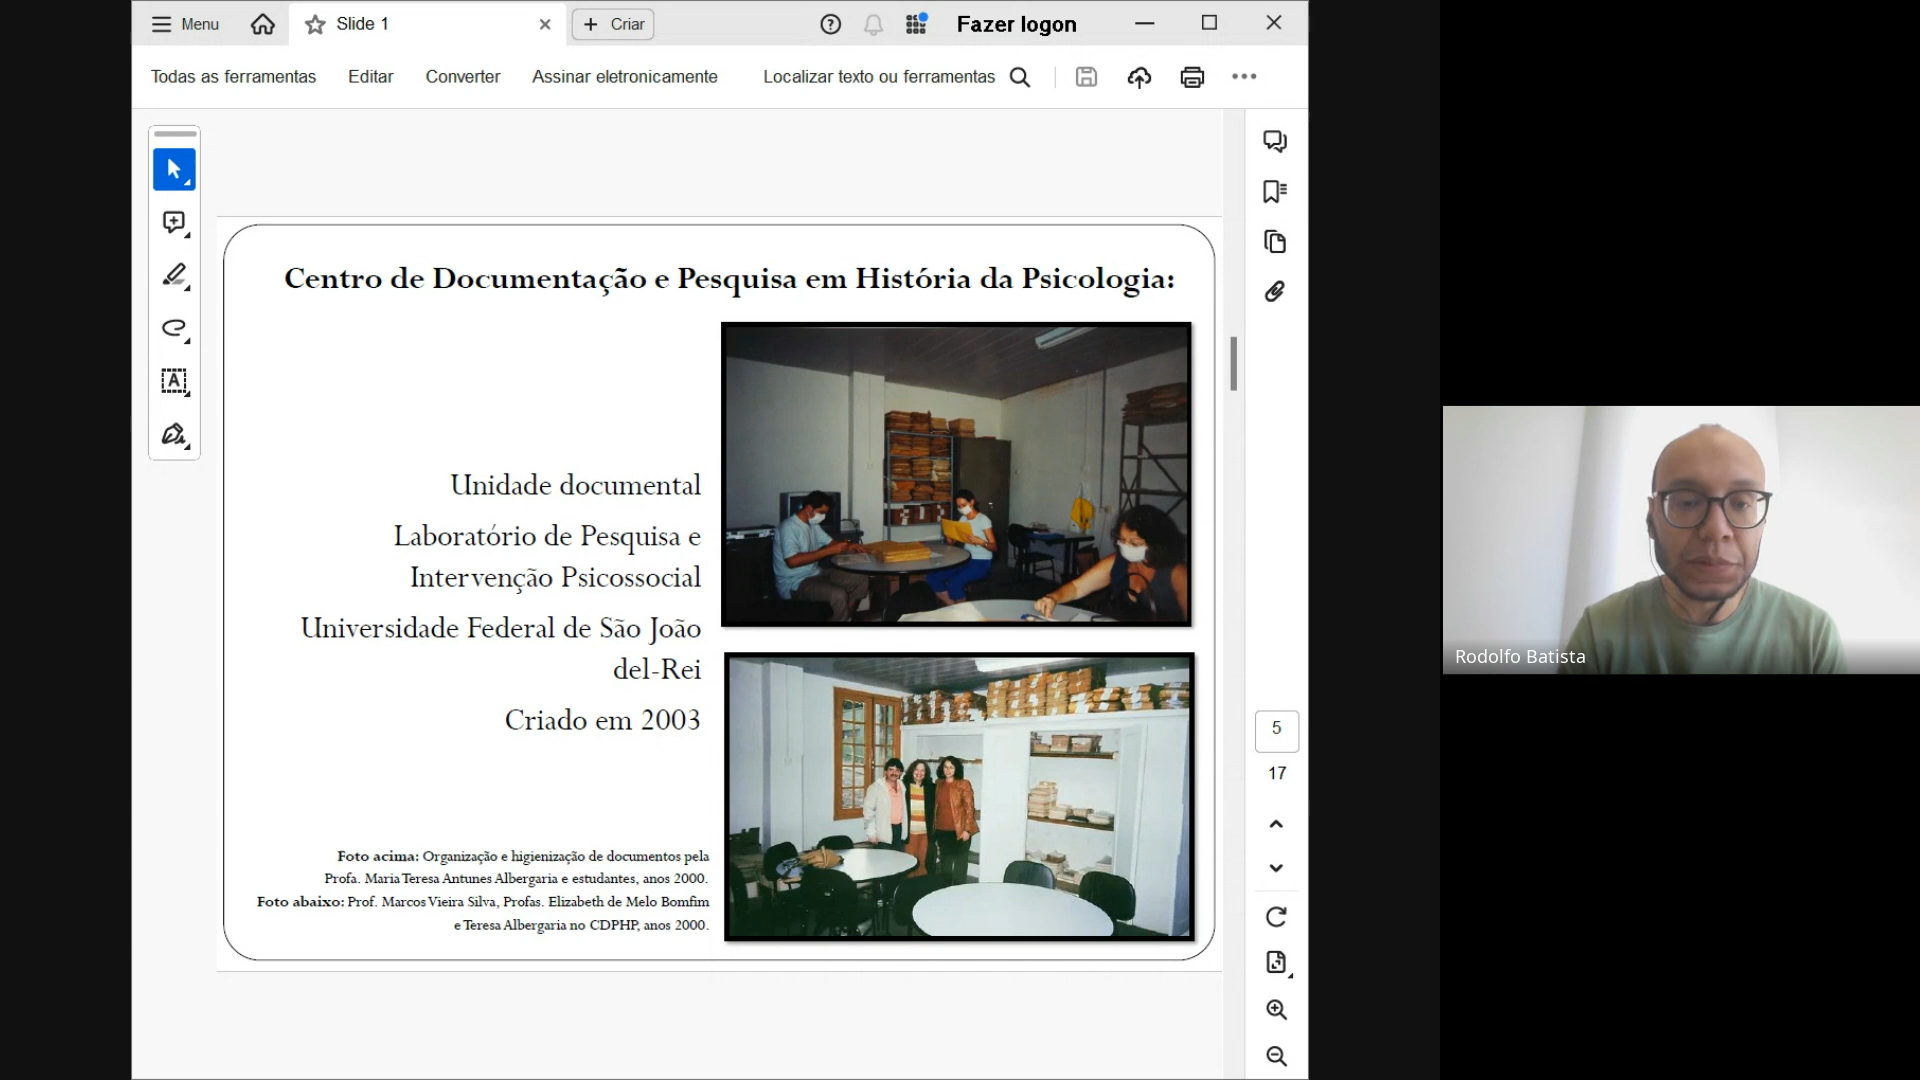 Menu
Slide 1
Criar
Fazer logon
Todas as ferramentas
Editar
Converter
Assinar eletronicamente
Localizar texto ou ferramentas
Centro de Documentação e Pesquisa em História da Psicologia:
Unidade documental
Laboratório de Pesquisa e
Intervenção Psicossocial
Universidade Federal de São João
del-Rei
Criado em 2003
Foto acima: Organização e higienização de documentos pela
Profa. Maria Teresa Antunes Albergaria e estudantes, anos 2000.
Foto abaixo: Prof. Marcos Vieira Silva, Profas. Elizabeth de Melo Bomfim
e Teresa Albergaria no CDPHP, anos 2000.
5
17
Rodolfo Batista